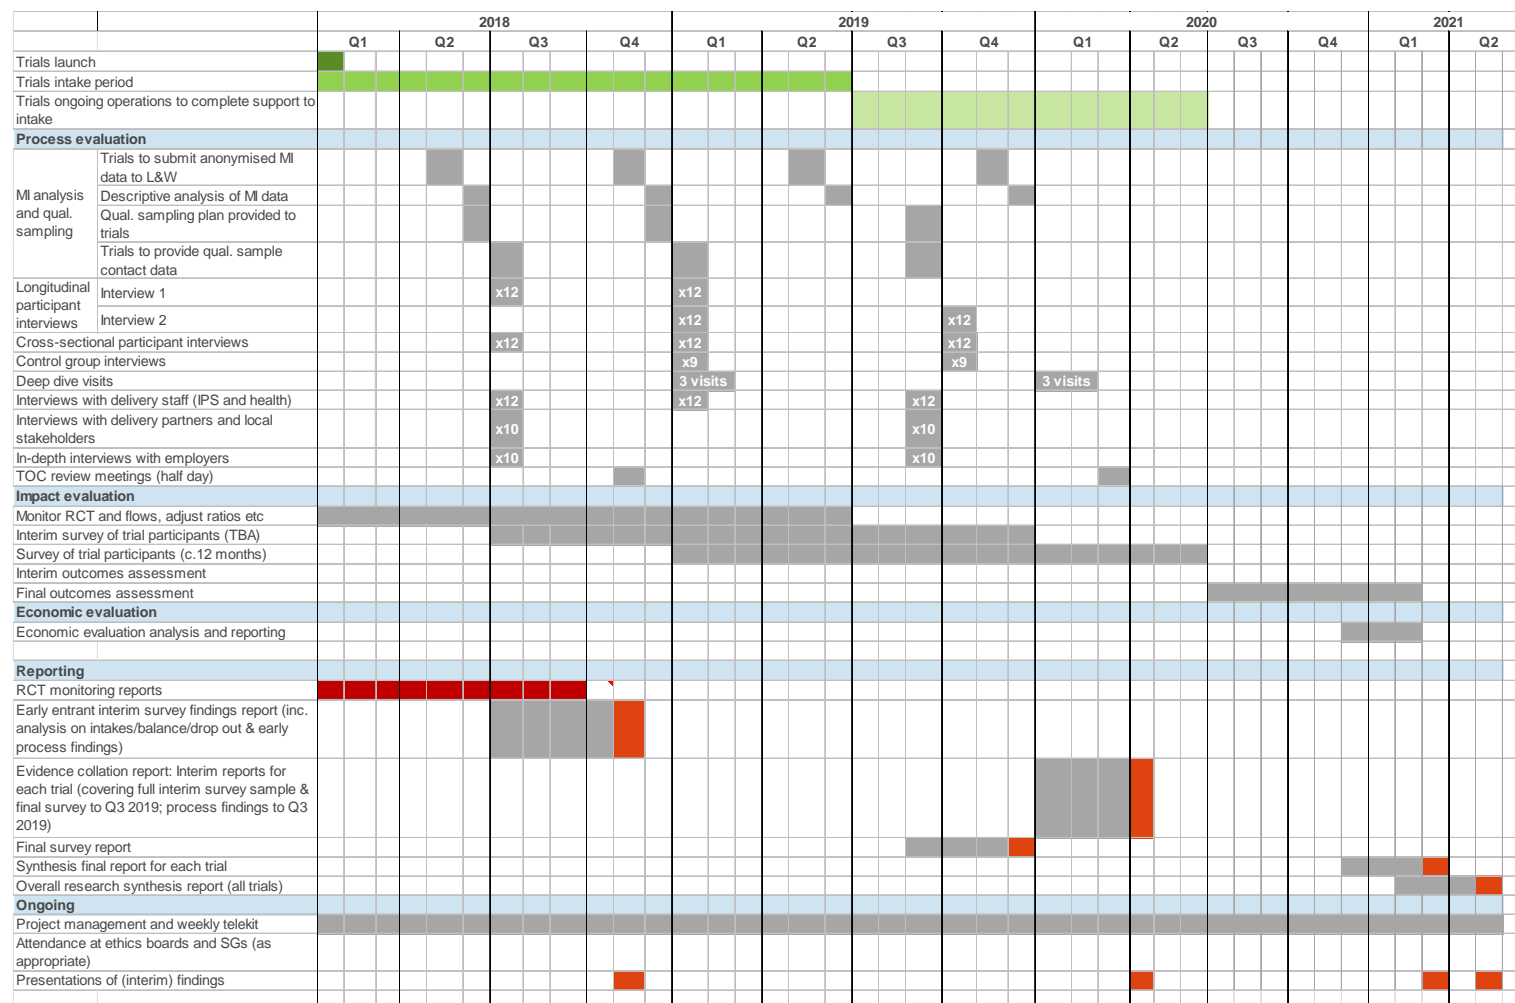 2018 2019 2020 2021
Q1 Q2 Q3 Q4 Q1 Q2 Q3 Q4 Q1 Q2 Q3 Q4 Q1 Q2
Trials launch
Trials intake period
Trials ongoing operations to complete support to
intake
Process evaluation
MI analysis
and qual.
sampling
Trials to submit anonymised MI
data to L&W
Descriptive analysis of MI data
Qual. sampling plan provided to
trials
Trials to provide qual. sample
contact data
Longitudinal
participant
interviews
Interview 1
x12 x12
Interview 2
x12 x12
Cross-sectional participant interviews
x12 x12 x12
Control group interviews
x9 x9
Deep dive visits
3 visits 3 visits
Interviews with delivery staff (IPS and health)
x12 x12 x12
Interviews with delivery partners and local
stakeholders
x10 x10
In-depth interviews with employers
x10 x10
TOC review meetings (half day)
Impact evaluation
Monitor RCT and flows, adjust ratios etc
Interim survey of trial participants (TBA)
Survey of trial participants (c.12 months)
Interim outcomes assessment
Final outcomes assessment
Economic evaluation
Economic evaluation analysis and reporting
Reporting
RCT monitoring reports
Early entrant interim survey findings report (inc.
analysis on intakes/balance/drop out & early
process findings)
Evidence collation report: Interim reports for
each trial (covering full interim survey sample &
final survey to Q3 2019; process findings to Q3
2019)
Final survey report
Synthesis final report for each trial
Overall research synthesis report (all trials)
Ongoing
Project management and weekly telekit
Attendance at ethics boards and SGs (as
appropriate)
Presentations of (interim) findings